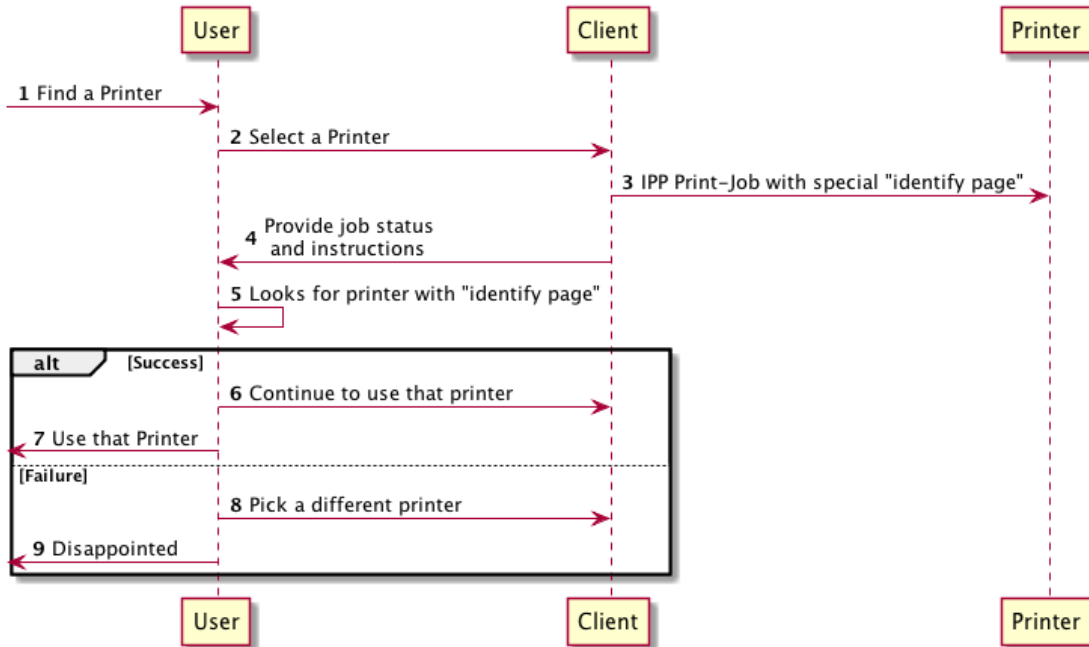 User
Client
Printer
1 Find a Printer
2 Select a Printer
3 IPP Print-Job with special "identify page"
4 Provide job status
and instructions
5 Looks for printer with "identify page"
alt [Success]
6 Continue to use that printer
7 Use that Printer
[Failure]
8 Pick a different printer
9 Disappointed
User
Client
Printer